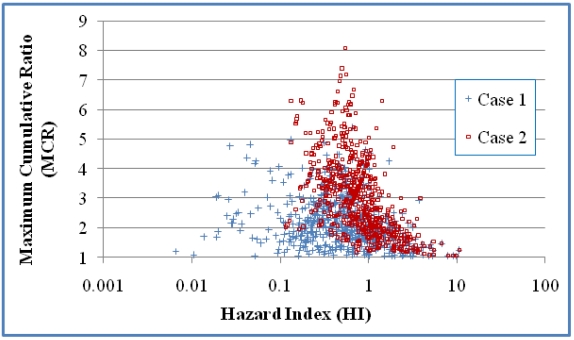 Maximum Cumulative Ratio
(MCR)
9
8
7
6
5
4
3
2
1
Case 1
Case 2
0.001 0.01 0.1 1 10 100
Hazard Index (HI)